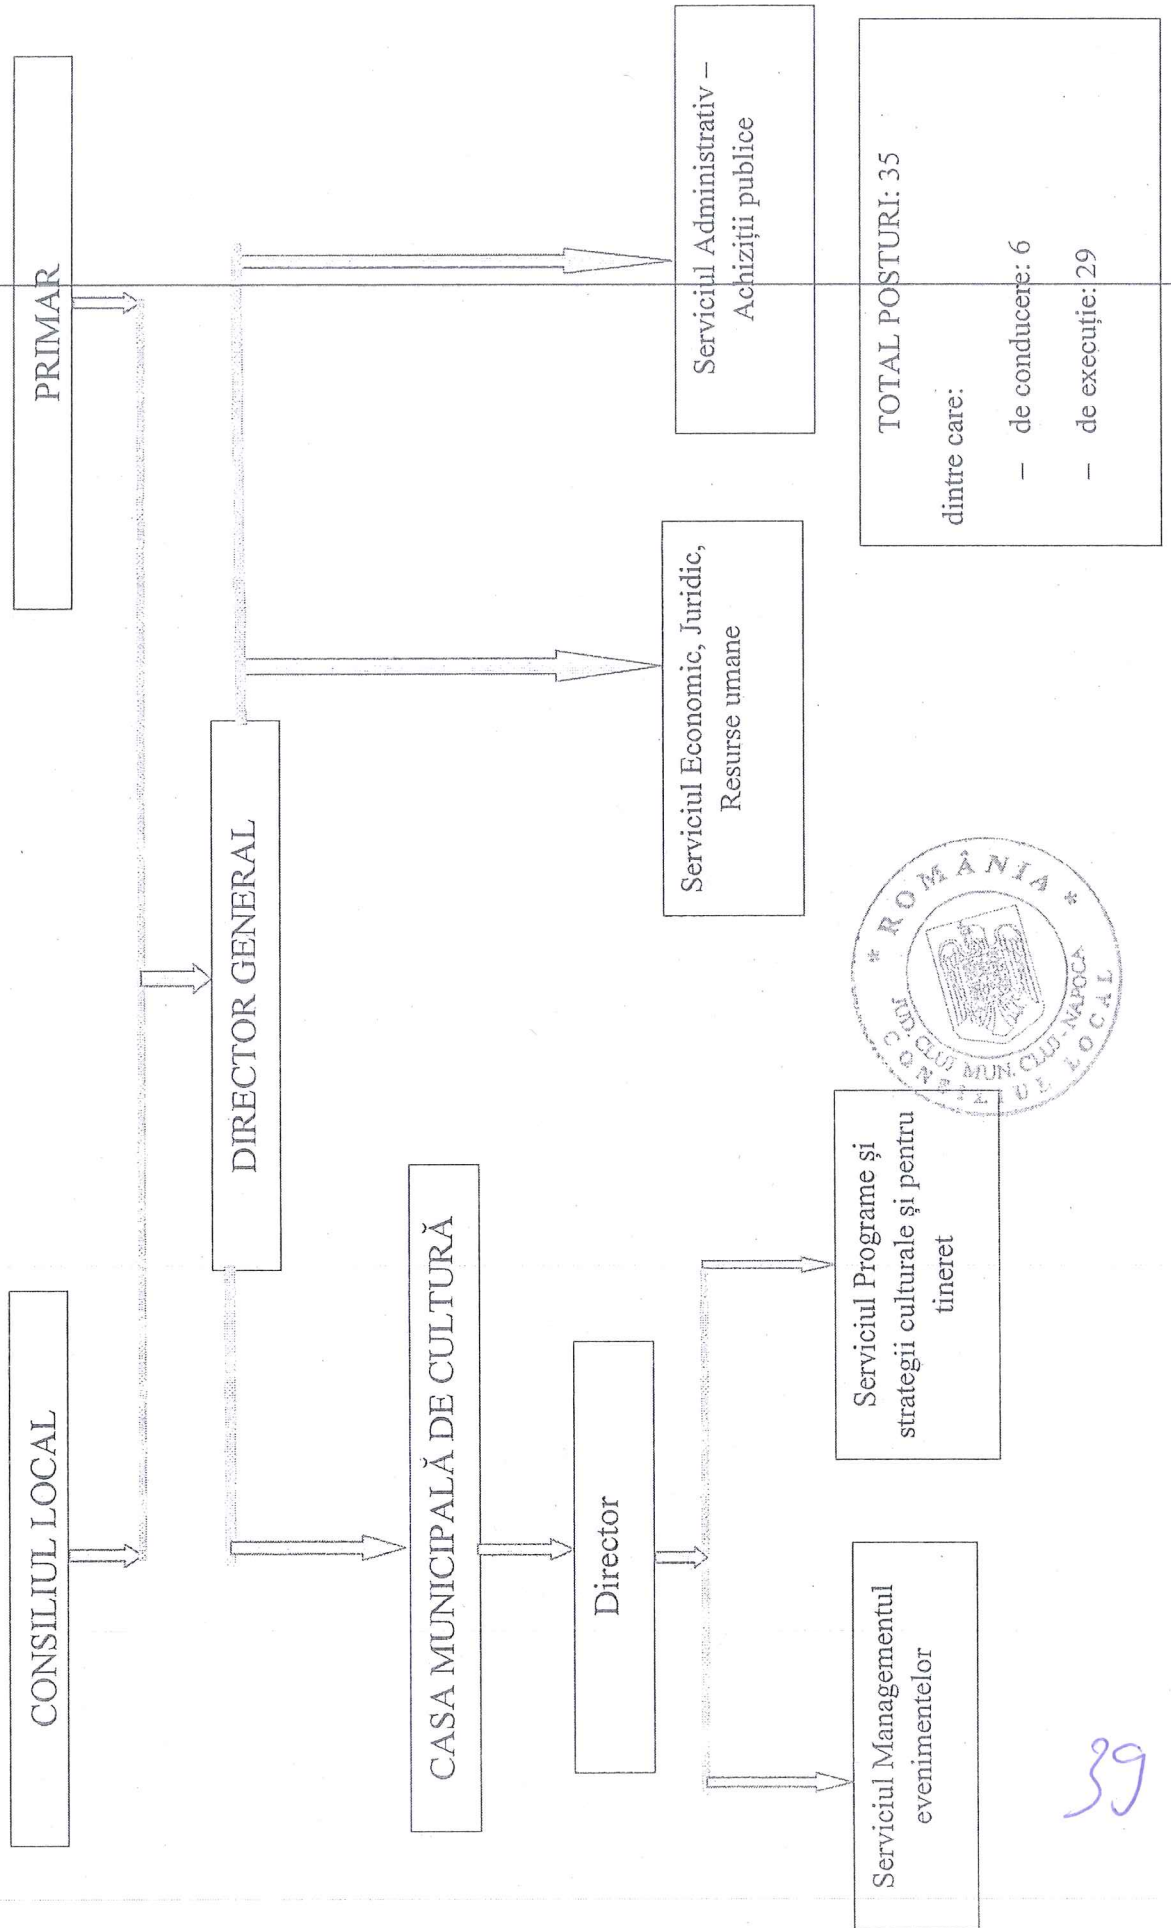 CONSILIUL LOCAL
PRIMAR
DIRECTOR GENERAL
CASA MUNICIPALĂ DE CULTURĂ
Director
Serviciul Managementul
evenimentelor
Serviciul Programe și
strategii culturale și pentru
tineret
Serviciul Economic, Juridic,
Resurse umane
Serviciul Administrativ –
Achiziții publice
TOTAL POSTURI: 35
dintre care:
– de conducere: 6
– de execuție: 29
* ROMÂNIA *
CONSILIUL LOCAL
JUD. CLUJ MUN. CLUJ-NAPOCA
39